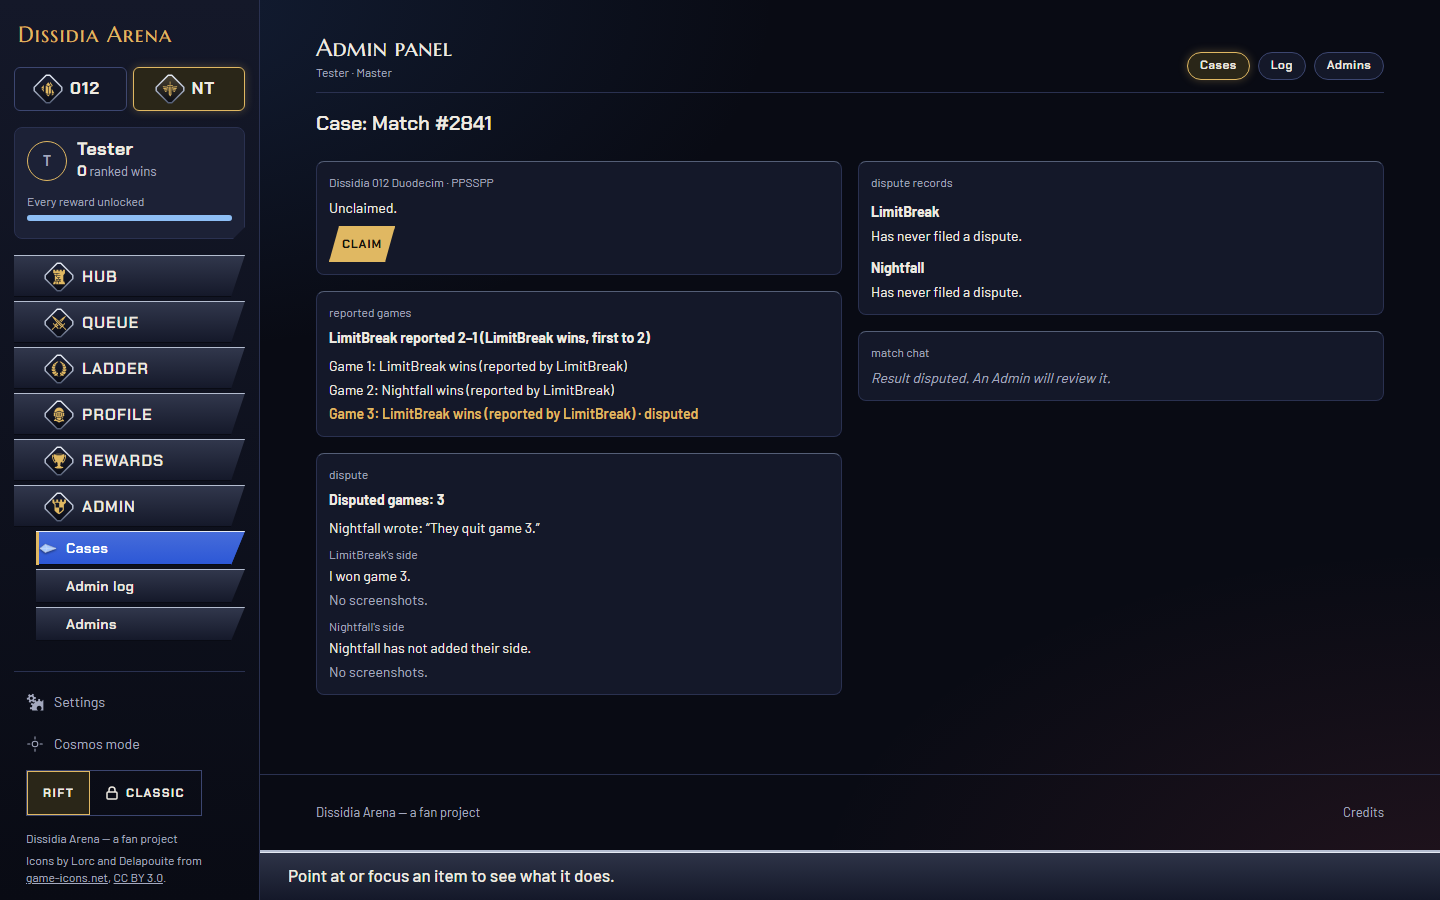 Dissidia Arena
012
NT
T
Tester
0 ranked wins
Every reward unlocked
HUB
QUEUE
LADDER
PROFILE
REWARDS
ADMIN
Cases
Admin log
Admins
Settings
Cosmos mode
RIFT
CLASSIC
Dissidia Arena — a fan project
Icons by Lorc and Delapouite from
game-icons.net, CC BY 3.0.
Admin panel
Tester · Master
Cases
Log
Admins
Case: Match #2841
Dissidia 012 Duodecim · PPSSPP
Unclaimed.
CLAIM
reported games
LimitBreak reported 2–1 (LimitBreak wins, first to 2)
Game 1: LimitBreak wins (reported by LimitBreak)
Game 2: Nightfall wins (reported by LimitBreak)
Game 3: LimitBreak wins (reported by LimitBreak) · disputed
dispute
Disputed games: 3
Nightfall wrote: “They quit game 3.”
LimitBreak's side
I won game 3.
No screenshots.
Nightfall's side
Nightfall has not added their side.
No screenshots.
dispute records
LimitBreak
Has never filed a dispute.
Nightfall
Has never filed a dispute.
match chat
Result disputed. An Admin will review it.
Dissidia Arena — a fan project
Credits
Point at or focus an item to see what it does.